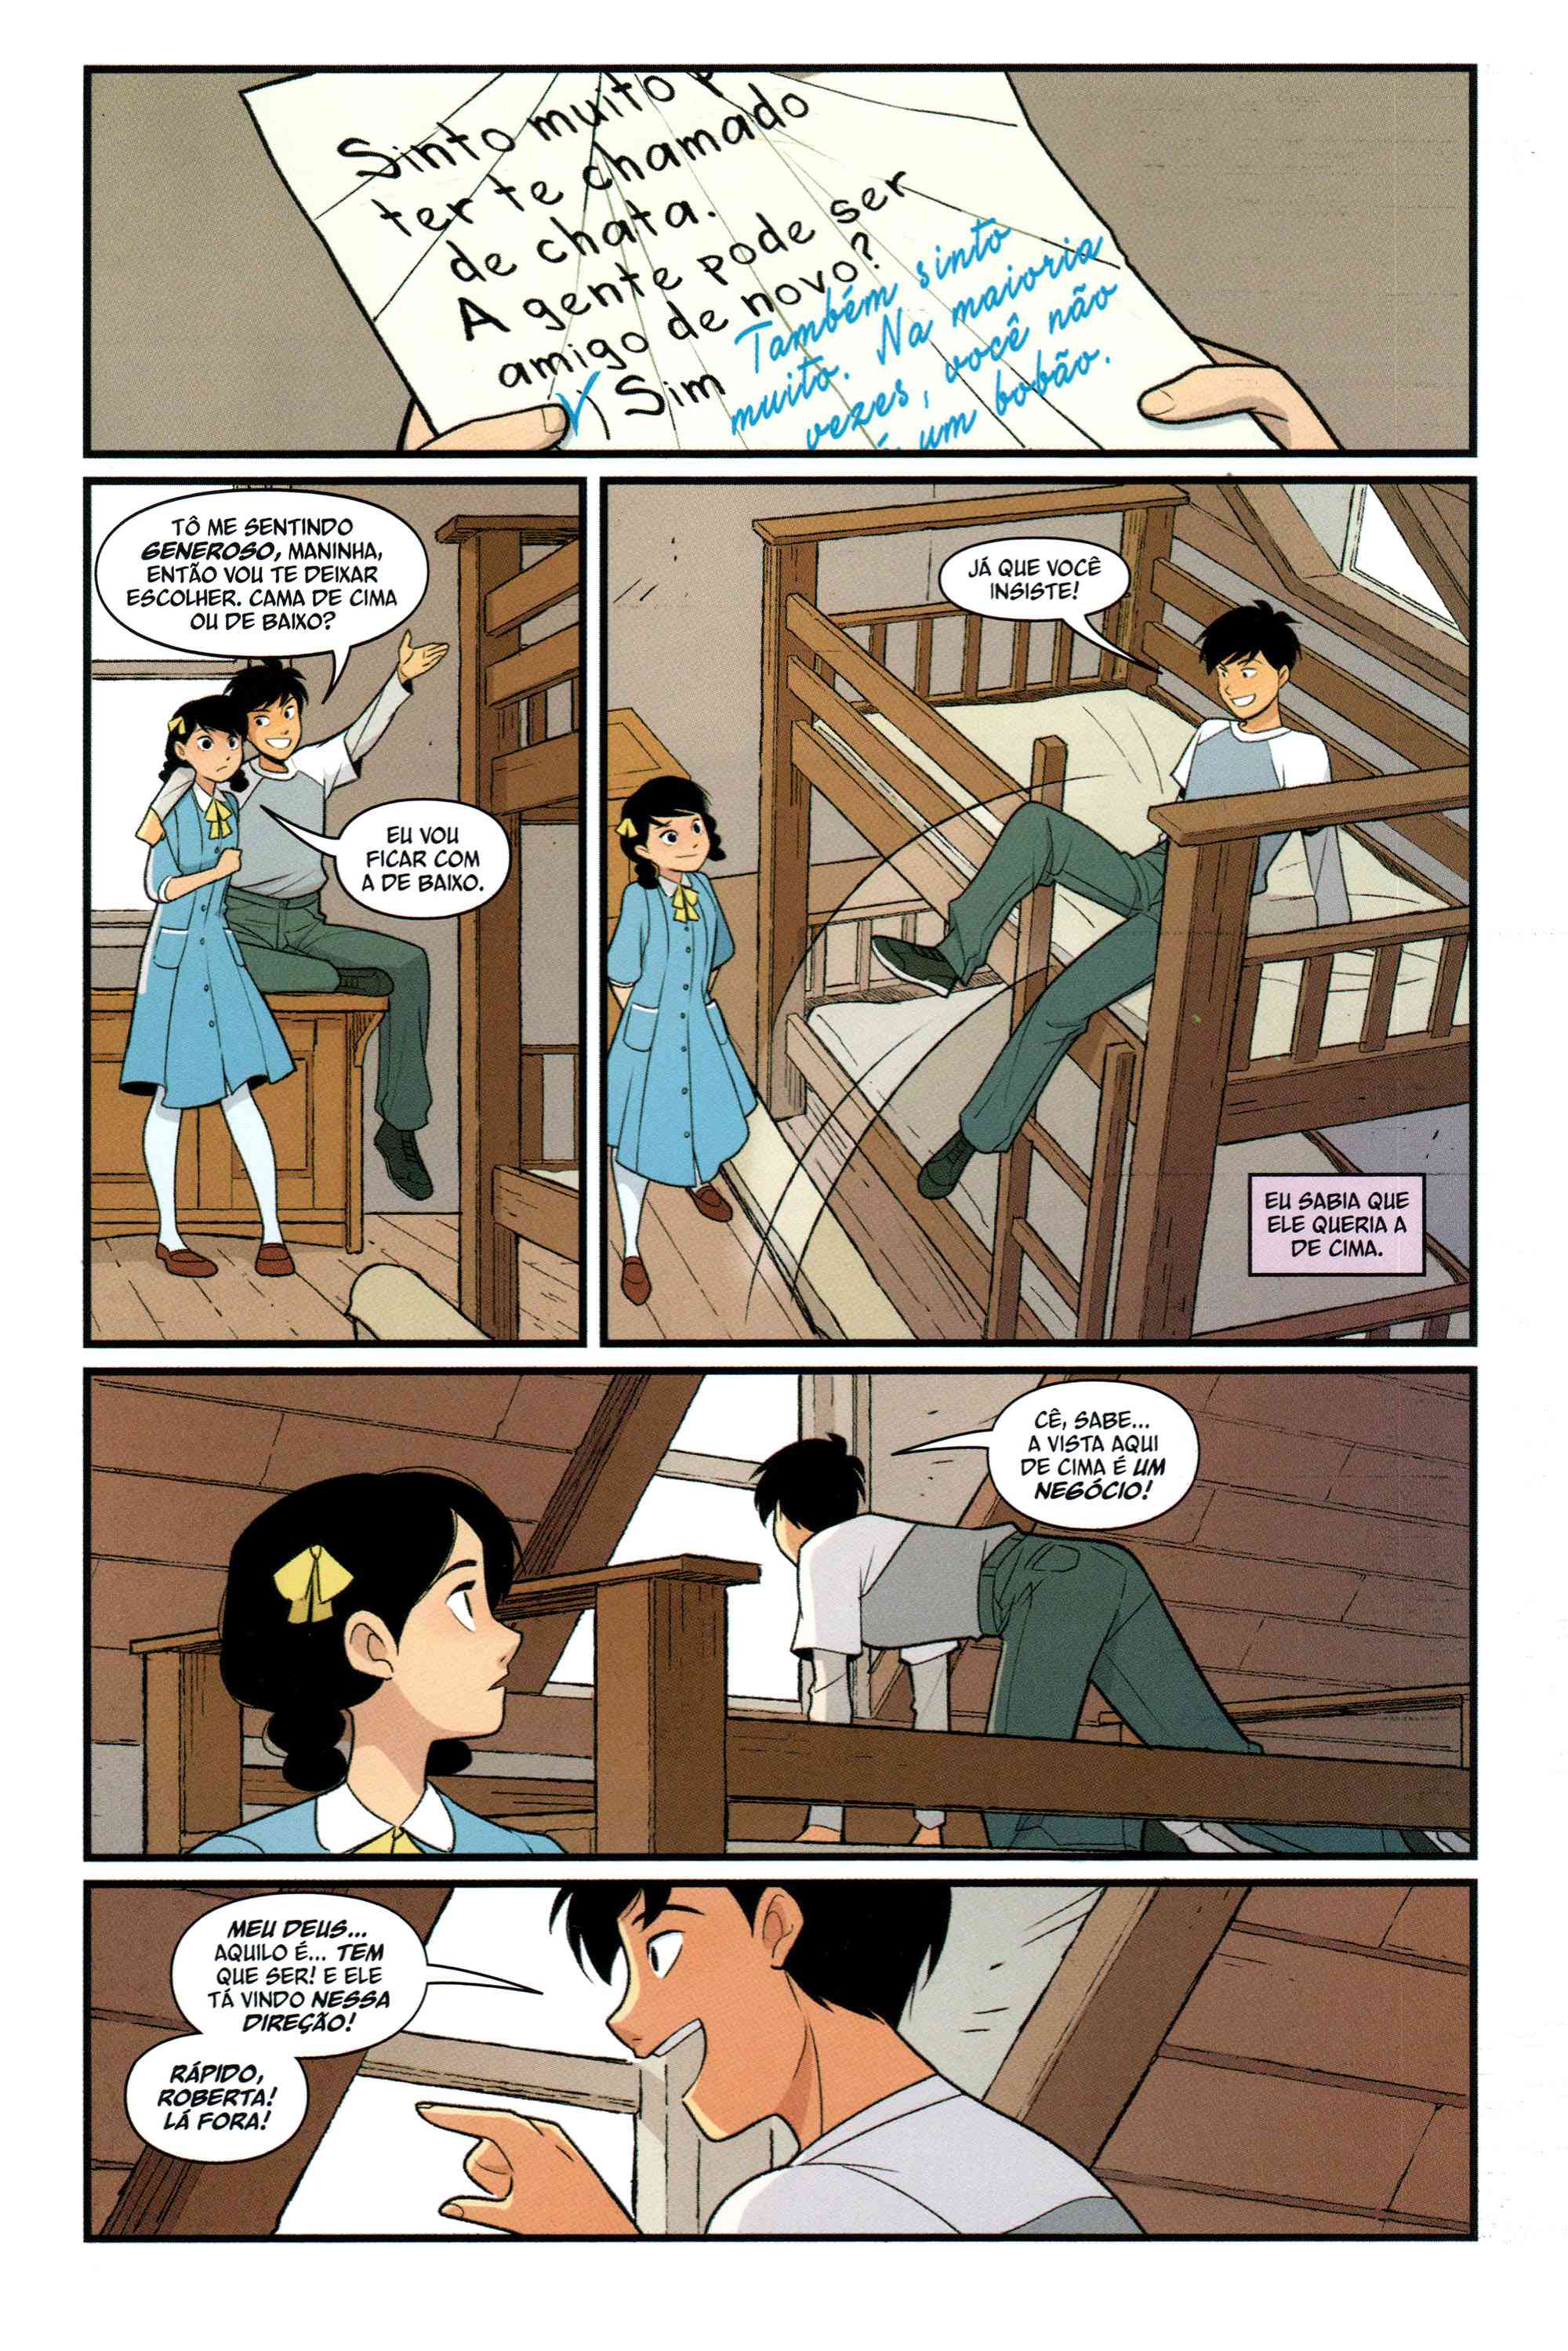 Sinto muito p
ter te chamado
de chata.
A gente pode ser
amigo de novo?
Sim
Também sinto
muito. Na maioria
vezes, você não
é um bobão.
TÔ ME SENTINDO
GENEROSO, MANINHA,
ENTÃO VOU TE DEIXAR
ESCOLHER. CAMA DE CIMA
OU DE BAIXO?
EU VOU
FICAR COM
A DE BAIXO.
JÁ QUE VOCÊ
INSISTE!
EU SABIA QUE
ELE QUERIA A
DE CIMA.
CÊ, SABE...
A VISTA AQUI
DE CIMA É UM
NEGÓCIO!
MEU DEUS...
AQUILO É... TEM
QUE SER! E ELE
TÁ VINDO NESSA
DIREÇÃO!
RÁPIDO,
ROBERTA!
LÁ FORA!